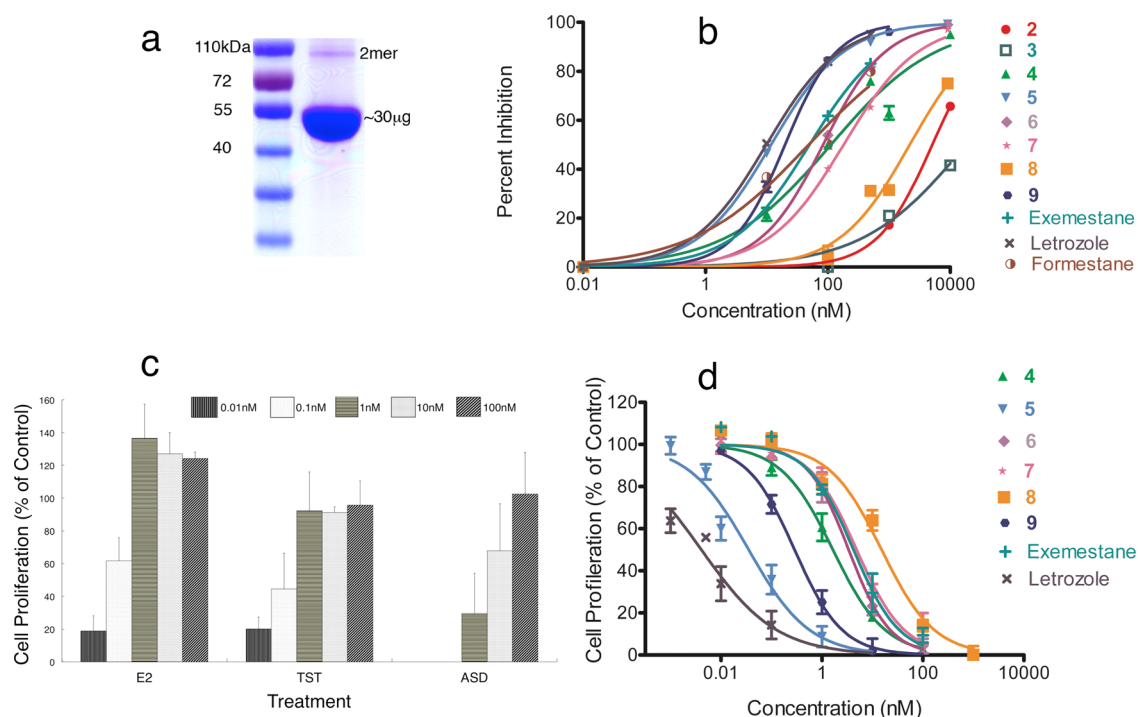 a
110kDa
72
55
40
2mer
~30µg
b
Percent Inhibition
100
80
60
40
20
0
0.01
1
100
10000
Concentration (nM)
2
3
4
5
6
7
8
9
Exemestane
Letrozole
Formestane
c
Cell Proliferation (% of Control)
160
140
120
100
80
60
40
20
0
0.01nM
0.1nM
1nM
10nM
100nM
E2
TST
ASD
Treatment
d
Cell Profileration (% of Control)
120
100
80
60
40
20
0
0.01
1
100
10000
Concentration (nM)
4
5
6
7
8
9
Exemestane
Letrozole